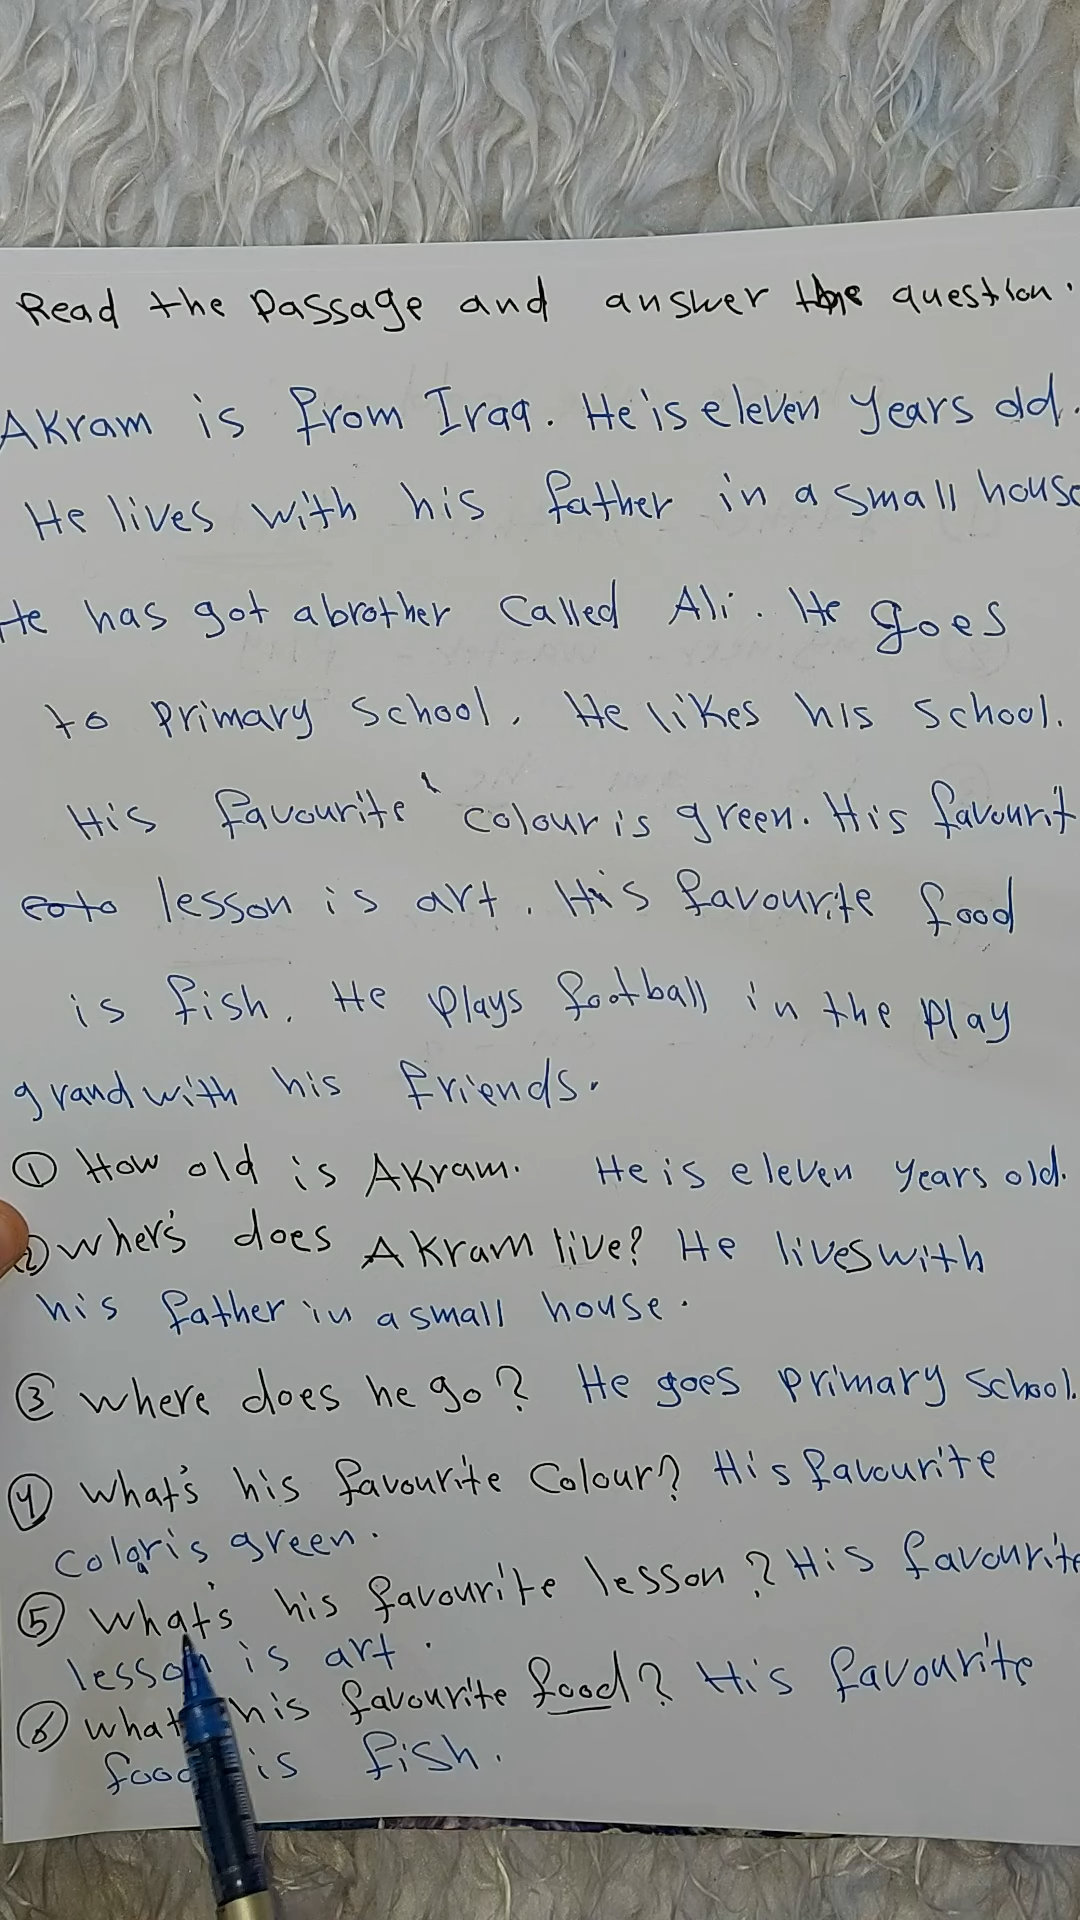 Read the Passage and answer the question.
Akram is from Iraq. He is eleven years old.
He lives with his father in a small house
He has got a brother called Ali. He goes
to primary school. He likes his school.
His favourite colour is green. His favourit
lesson is art. His favourite food
is fish. He plays football in the play
grand with his friends.
① How old is Akram. He is eleven years old.
② Wher's does Akram live? He lives with
his father in a small house.
③ Where does he go? He goes primary school.
④ What's his favourite Colour? His favourite
Color is green.
⑤ What's his favourite lesson? His favourite
lesson is art.
⑥ what his favourite food? His favourite
food is fish.